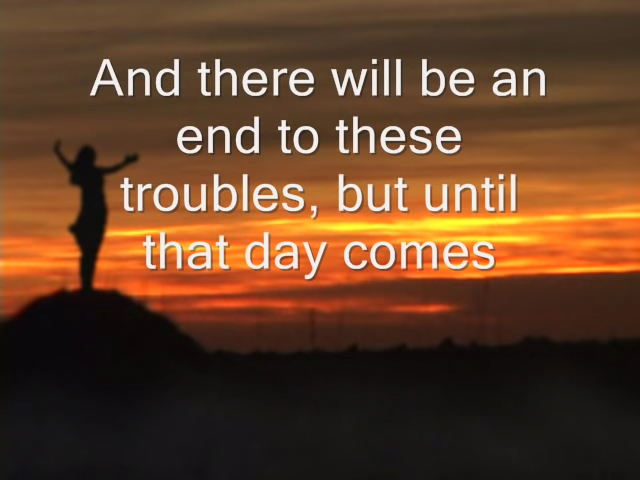 And there will be an
end to these
troubles, but until
that day comes